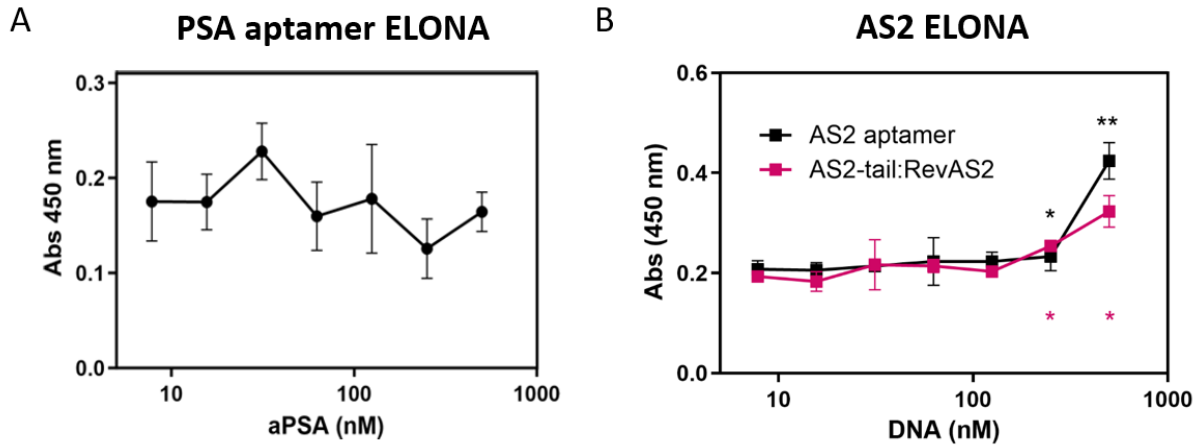 A
PSA aptamer ELONA
Abs 450 nm
0.3
0.2
0.1
0.0
10
100
1000
aPSA (nM)
B
AS2 ELONA
Abs (450 nm)
0.6
0.4
0.2
0.0
AS2 aptamer
AS2-tail:RevAS2
**
*
*
*
10
100
1000
DNA (nM)